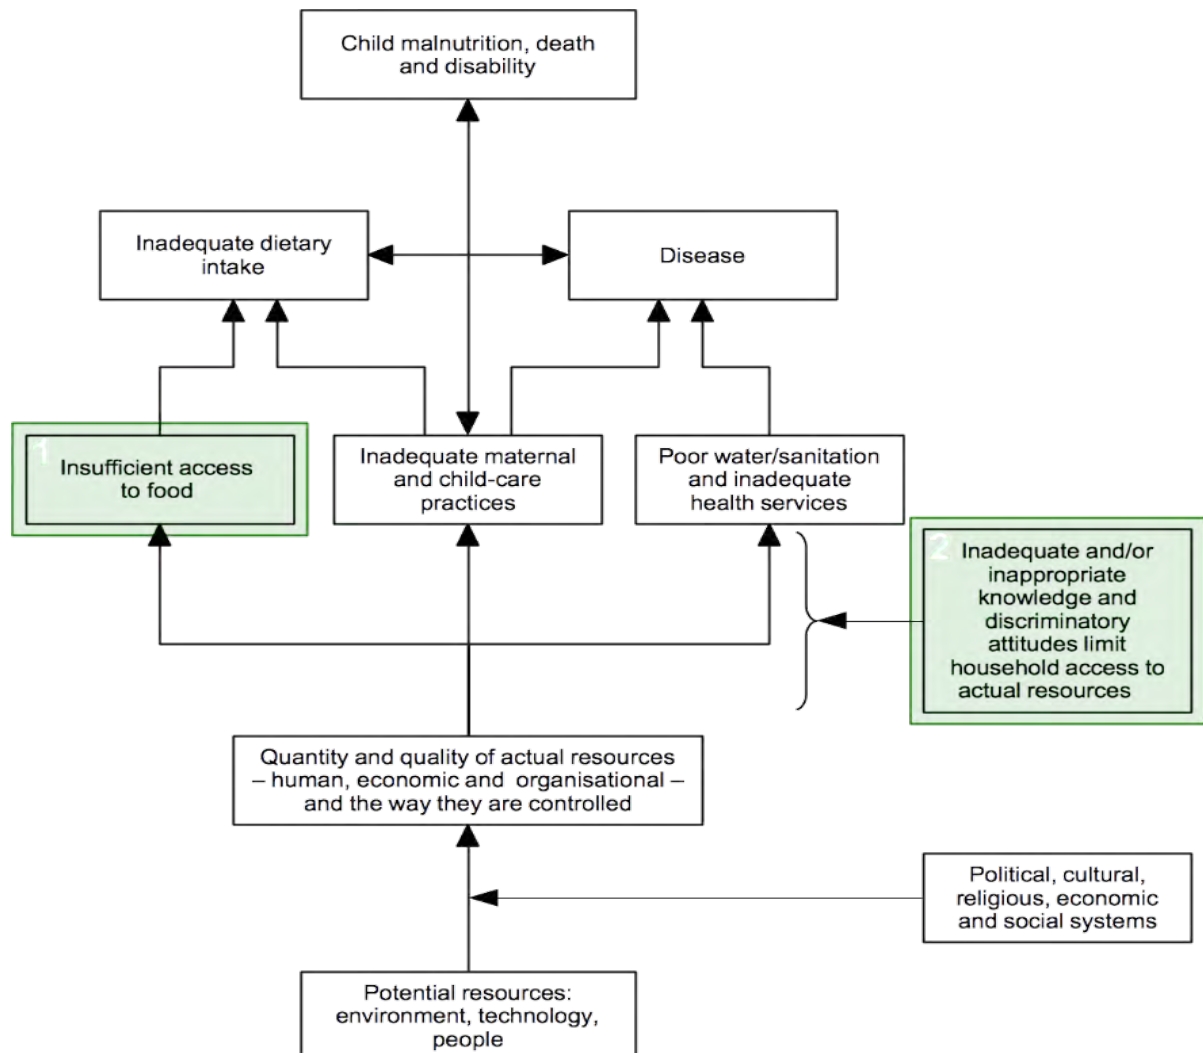 Child malnutrition, death
and disability
Inadequate dietary
intake
Disease
1
Insufficient access
to food
Inadequate maternal
and child-care
practices
Poor water/sanitation
and inadequate
health services
2
Inadequate and/or
inappropriate
knowledge and
discriminatory
attitudes limit
household access to
actual resources
Quantity and quality of actual resources
– human, economic and organisational –
and the way they are controlled
Political, cultural,
religious, economic
and social systems
Potential resources:
environment, technology,
people